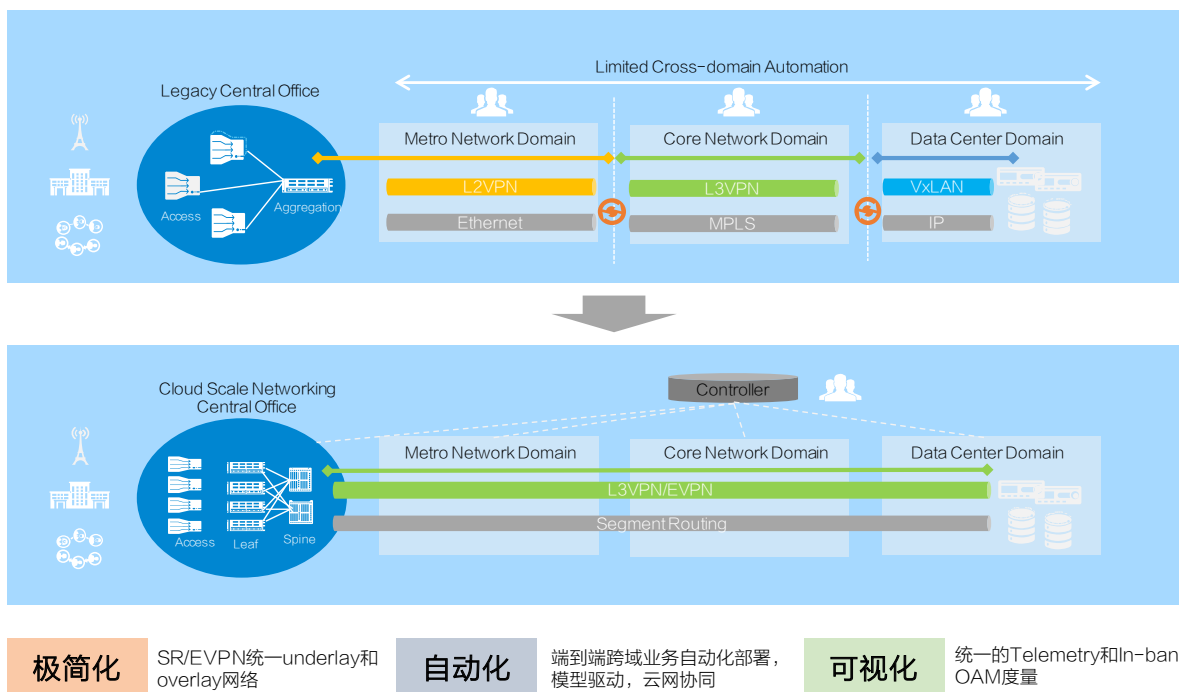 Limited Cross-domain Automation
Legacy Central Office
Metro Network Domain
Core Network Domain
Data Center Domain
L2VPN
L3VPN
VxLAN
Access
Aggregation
Ethernet
MPLS
IP
Cloud Scale Networking
Central Office
Controller
Metro Network Domain
Core Network Domain
Data Center Domain
L3VPN/EVPN
Segment Routing
Access
Leaf
Spine
极简化
SR/EVPN统一underlay和
overlay网络
自动化
端到端跨域业务自动化部署，
模型驱动，云网协同
可视化
统一的Telemetry和In-ban
OAM度量